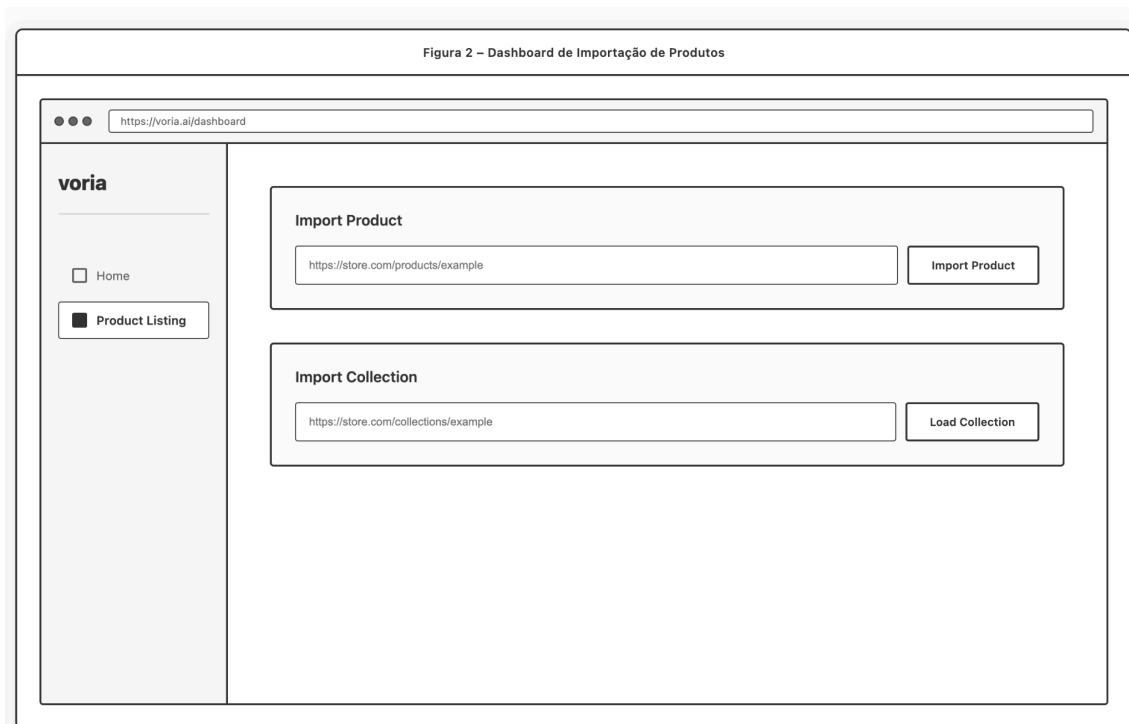 Figura 2 – Dashboard de Importação de Produtos
https://voria.ai/dashboard
voria
Home
Product Listing
Import Product
https://store.com/products/example
Import Product
Import Collection
https://store.com/collections/example
Load Collection